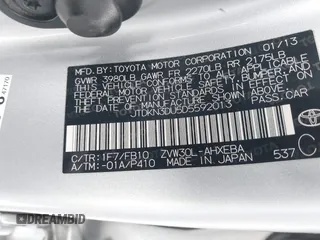 MFD.BY:TOYOTA MOTOR CORPORATION 01/13
GVWR 3980LB GAWR FR 2270LB RR 2175LB
THIS VEHICLE CONFORMS TO ALL APPLICABLE
FEDERAL MOTOR VEHICLE SAFETY, BUMPER, AND
THEFT PREVENTION STANDARDS IN EFFECT ON
THE DATE OF MANUFACTURE SHOWN ABOVE.
JTDKN3DU5D5592013
C/TR:1F7/FB10 ZVW30L-AHXEBA
A/TM:-01A/P410 MADE IN JAPAN 537
C
DREAMBID